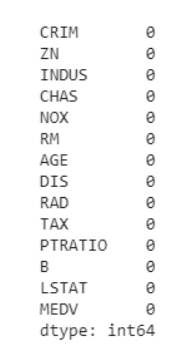 CRIM 0
ZN 0
INDUS 0
CHAS 0
NOX 0
RM 0
AGE 0
DIS 0
RAD 0
TAX 0
PTRATIO 0
B 0
LSTAT 0
MEDV 0
dtype: int64